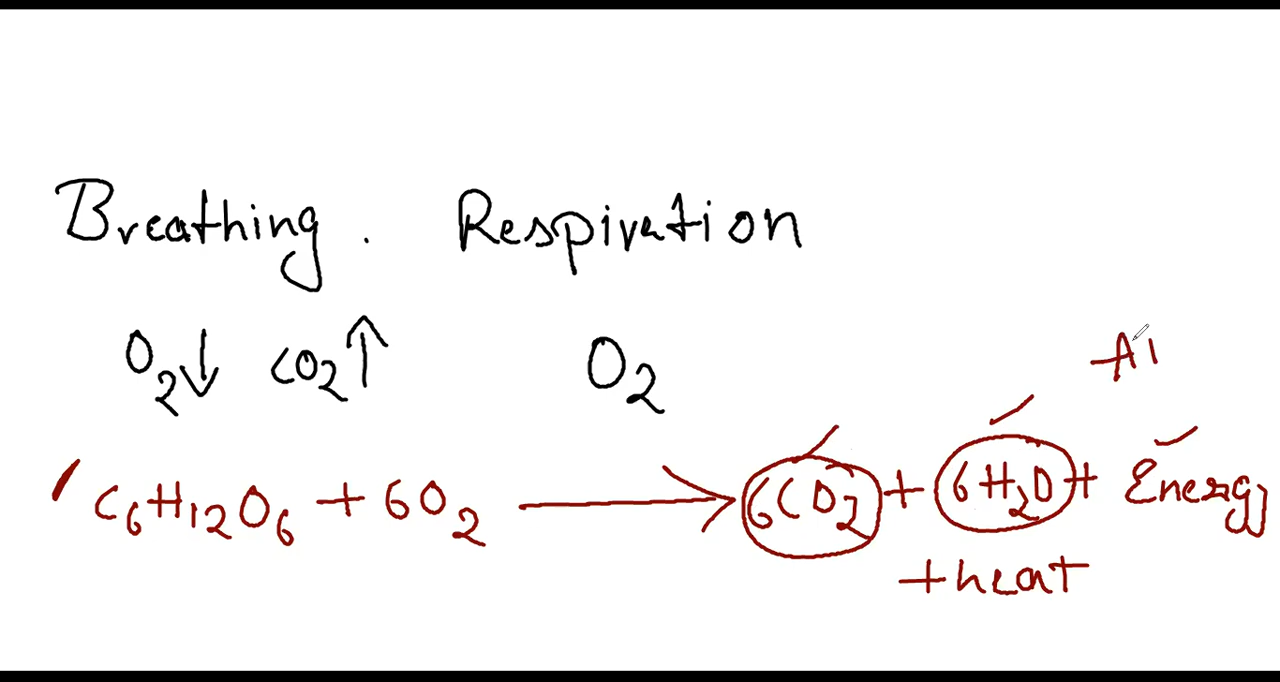 Breathing. Respiration
O2↓ CO2↑ O2
C6H12O6 + 6O2 → 6CO2 + 6H2O + Energy
+ heat